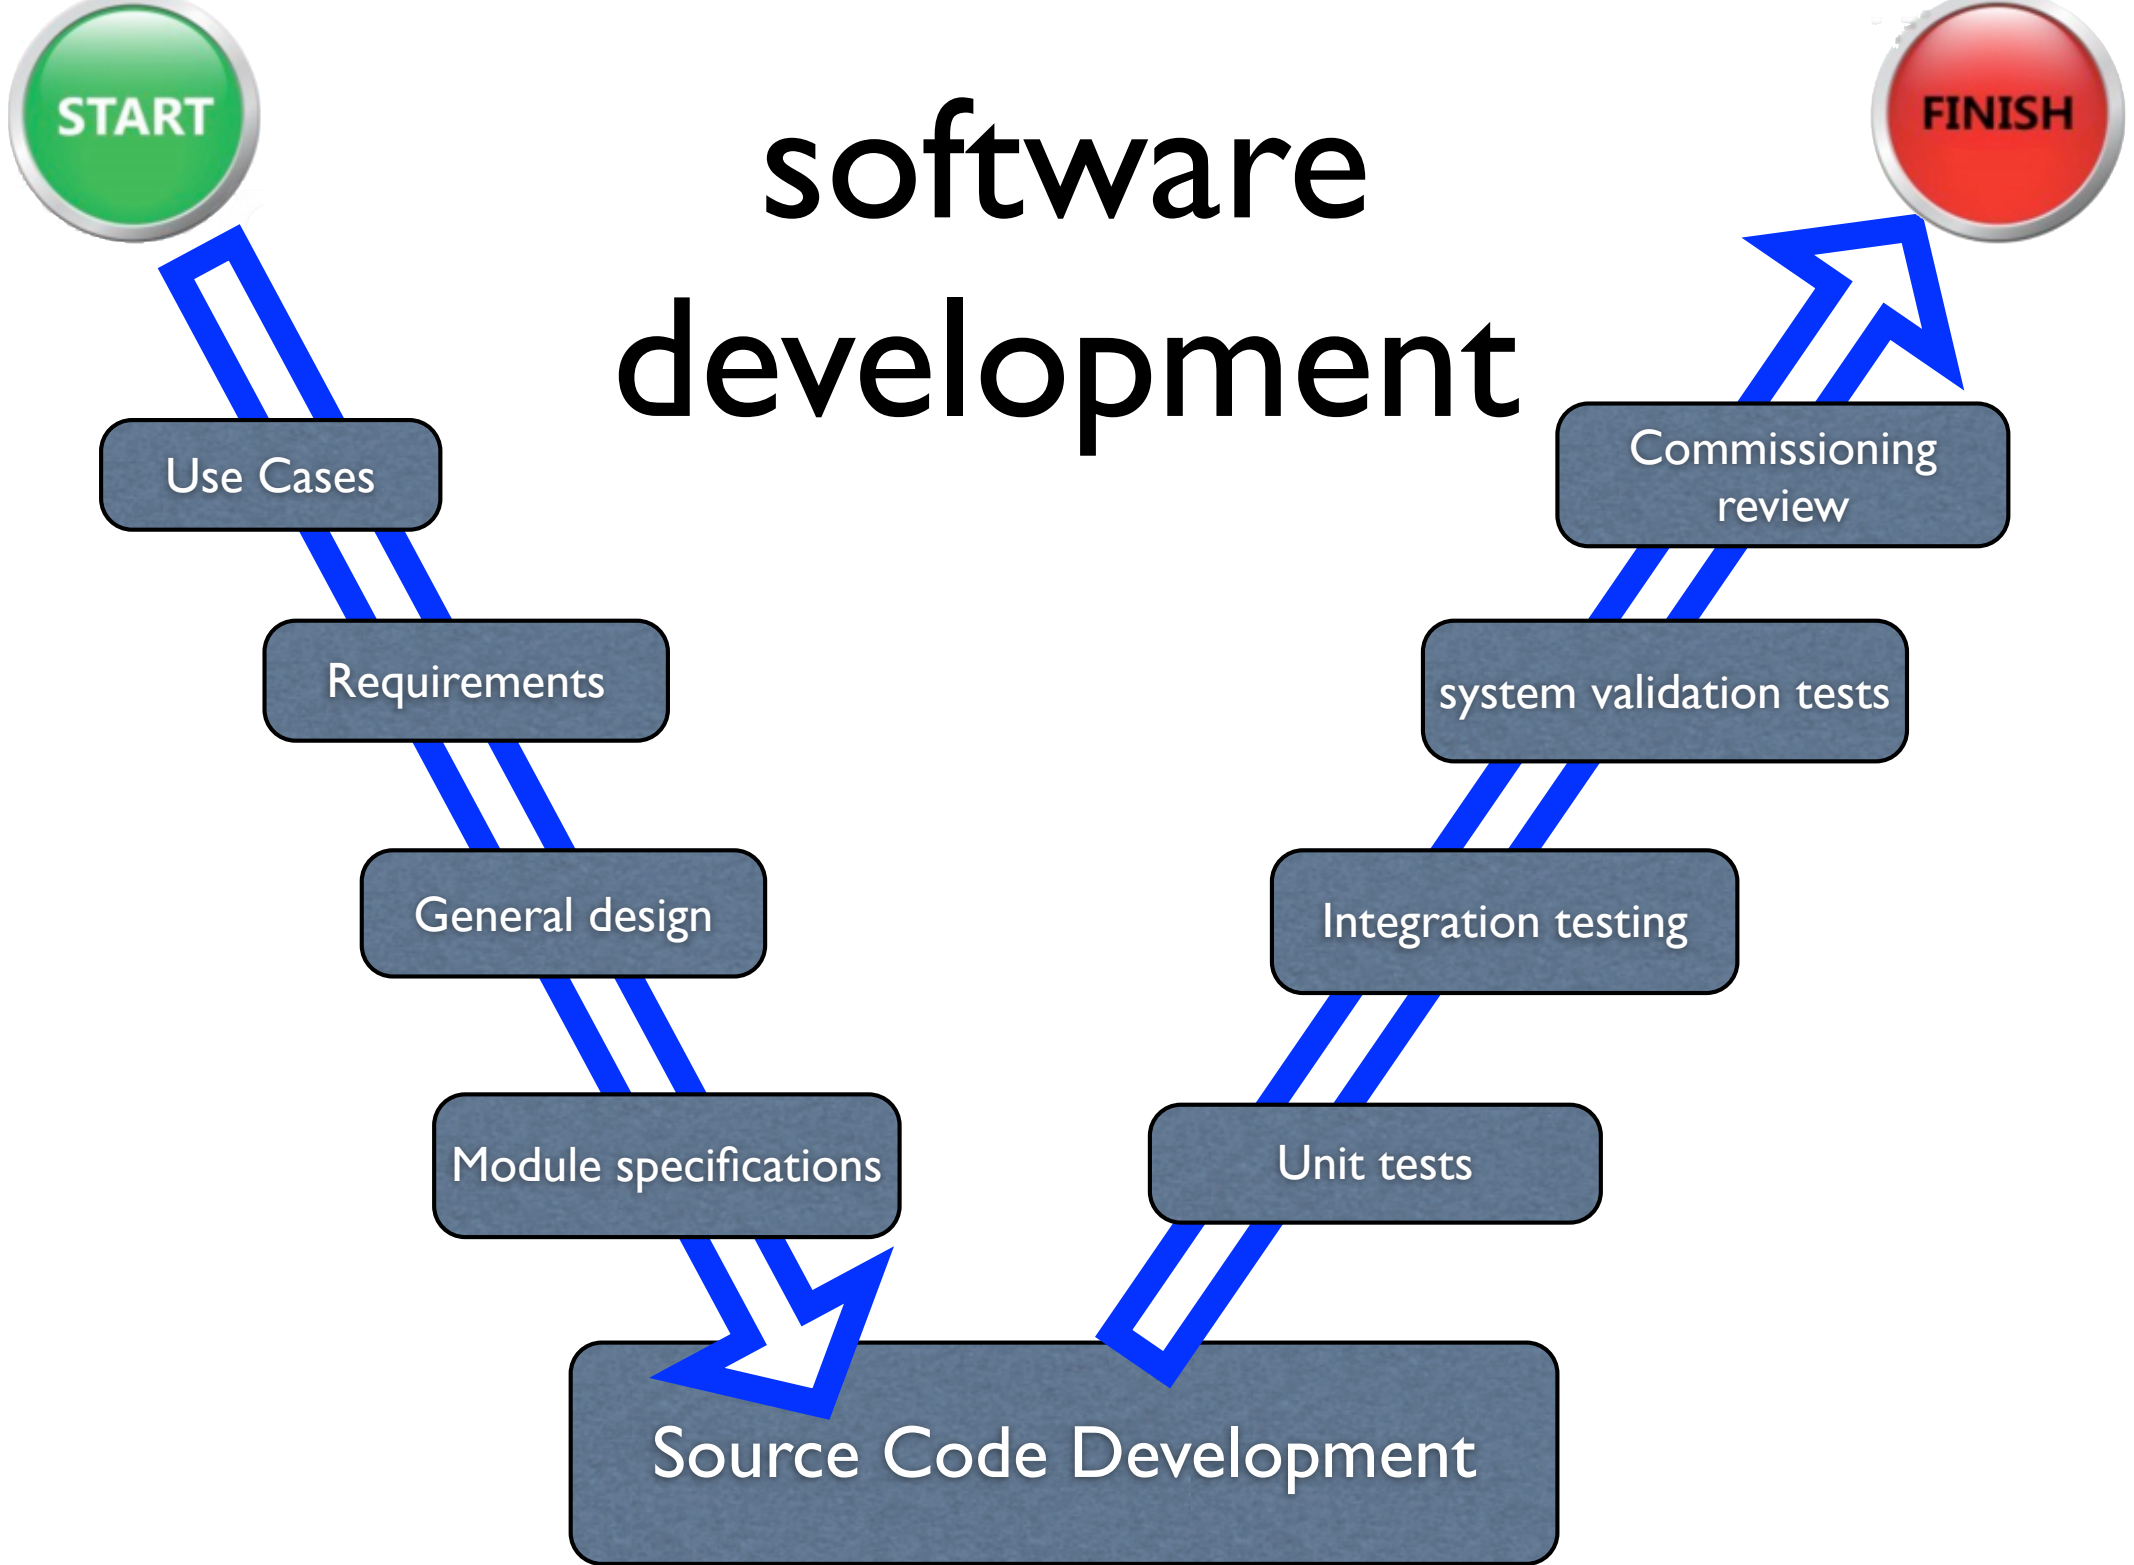 START
FINISH
software
development
Use Cases
Commissioning
review
Requirements
system validation tests
General design
Integration testing
Module specifications
Unit tests
Source Code Development